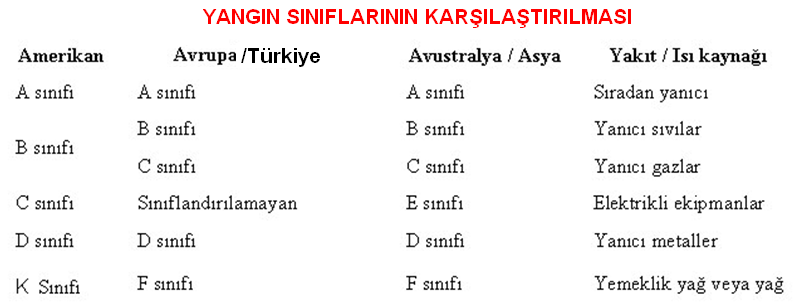 YANGIN SINIFLARININ KARŞILAŞTIRILMASI
Amerikan Avrupa /Türkiye Avustralya / Asya Yakıt / Isı kaynağı
A sınıfı A sınıfı A sınıfı Sıradan yanıcı
B sınıfı B sınıfı B sınıfı Yanıcı sıvılar
C sınıfı C sınıfı Yanıcı gazlar
C sınıfı Sınıflandırılamayan E sınıfı Elektrikli ekipmanlar
D sınıfı D sınıfı D sınıfı Yanıcı metaller
K Sınıfı F sınıfı F sınıfı Yemeklik yağ veya yağ